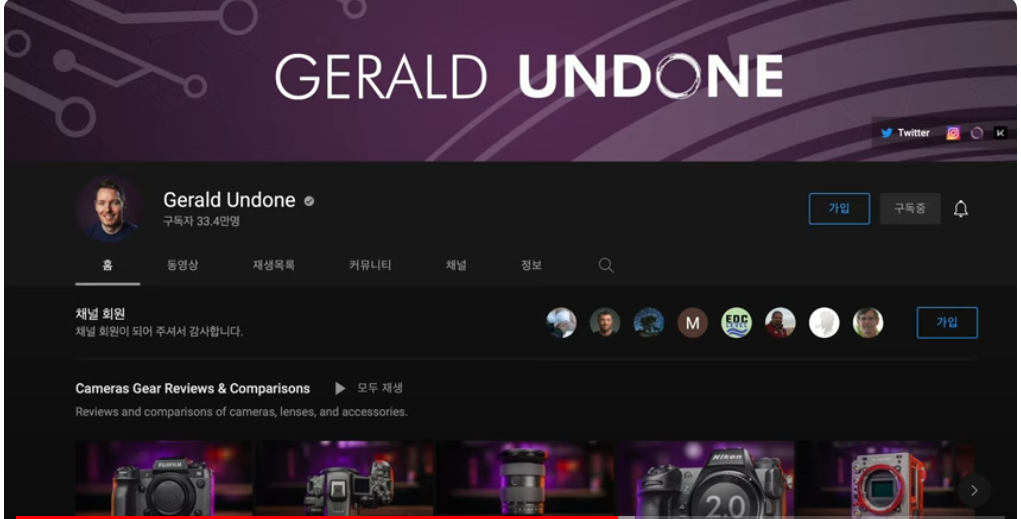 GERALD UNDONE
Twitter
Gerald Undone
구독자 33.4만명
가입
구독중
홈
동영상
재생목록
커뮤니티
채널
정보
채널 회원
채널 회원이 되어 주셔서 감사합니다.
M
EDC
LEVEL
가입
Cameras Gear Reviews & Comparisons
모두 재생
Reviews and comparisons of cameras, lenses, and accessories.
FUJIFILM
Nikon
2.0